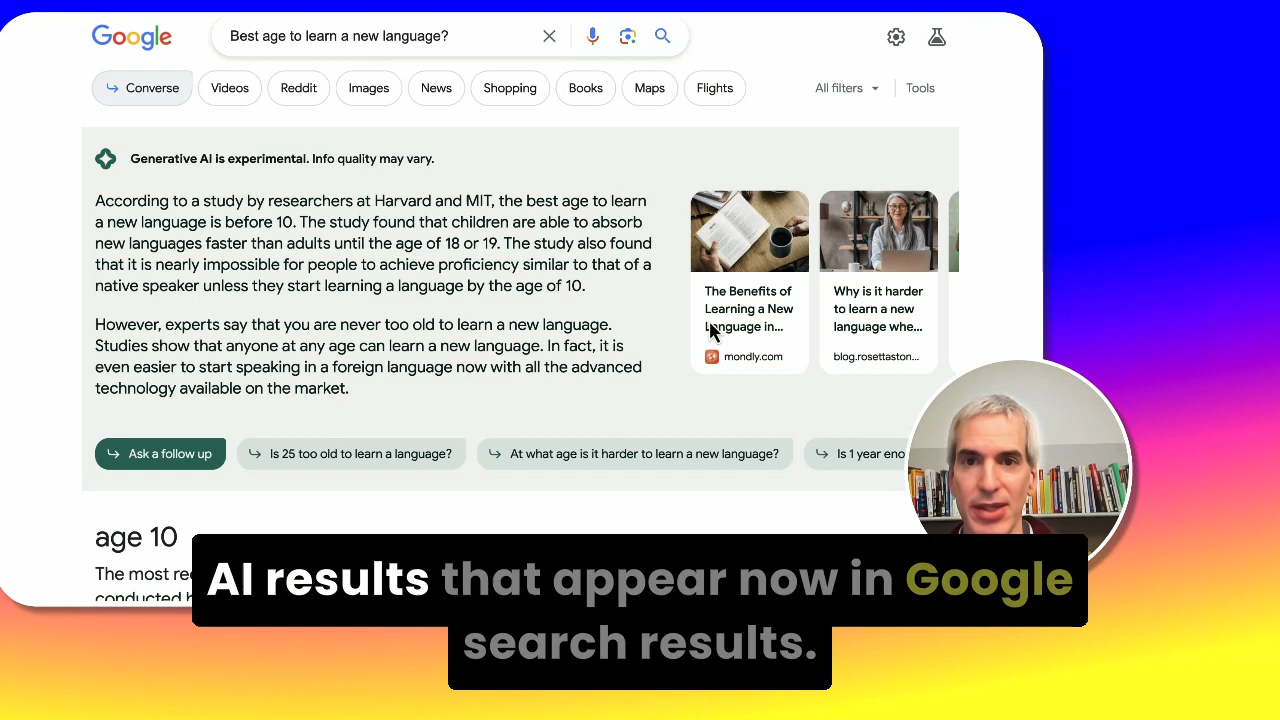 Google
Best age to learn a new language?
Converse
Videos
Reddit
Images
News
Shopping
Books
Maps
Flights
All filters
Tools
Generative AI is experimental. Info quality may vary.
According to a study by researchers at Harvard and MIT, the best age to learn
a new language is before 10. The study found that children are able to absorb
new languages faster than adults until the age of 18 or 19. The study also found
that it is nearly impossible for people to achieve proficiency similar to that of a
native speaker unless they start learning a language by the age of 10.
However, experts say that you are never too old to learn a new language.
Studies show that anyone at any age can learn a new language. In fact, it is
even easier to start speaking in a foreign language now with all the advanced
technology available on the market.
The Benefits of
Learning a New
Language in...
mondly.com
Why is it harder
to learn a new
language whe...
blog.rosettaston...
Ask a follow up
Is 25 too old to learn a language?
At what age is it harder to learn a new language?
Is 1 year eno
age 10
The most
conducted
AI results that appear now in Google
search results.